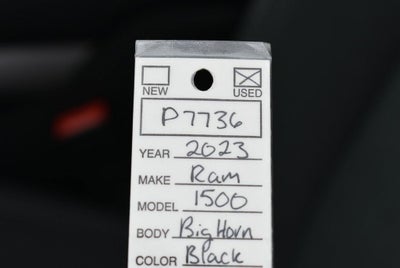 NEW USED
P7736
YEAR 2023
MAKE Ram
MODEL 1500
BODY Big Horn
COLOR Black